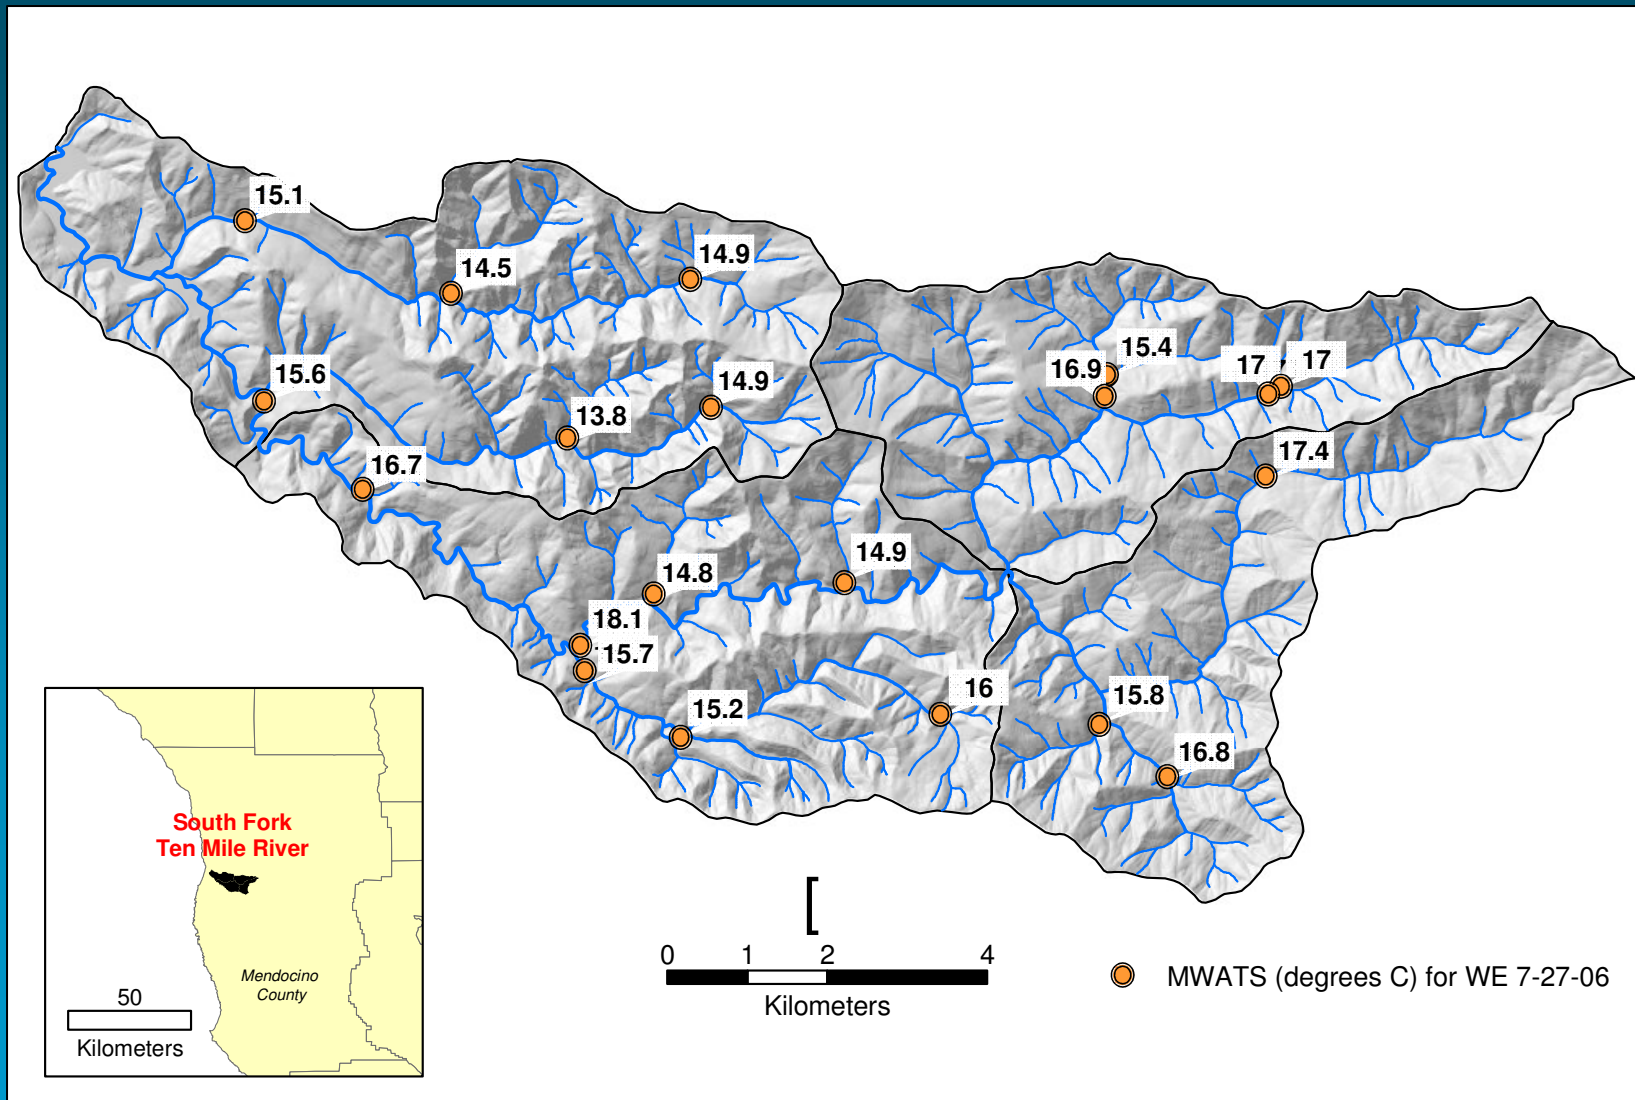 15.1
14.5
14.9
15.6
13.8
14.9
16.7
15.4
16.9
17
17
17.4
14.9
14.8
18.1
15.7
15.2
16
15.8
16.8
South Fork
Ten Mile River
Mendocino
County
50
Kilometers
[
0 1 2 4
Kilometers
MWATS (degrees C) for WE 7-27-06